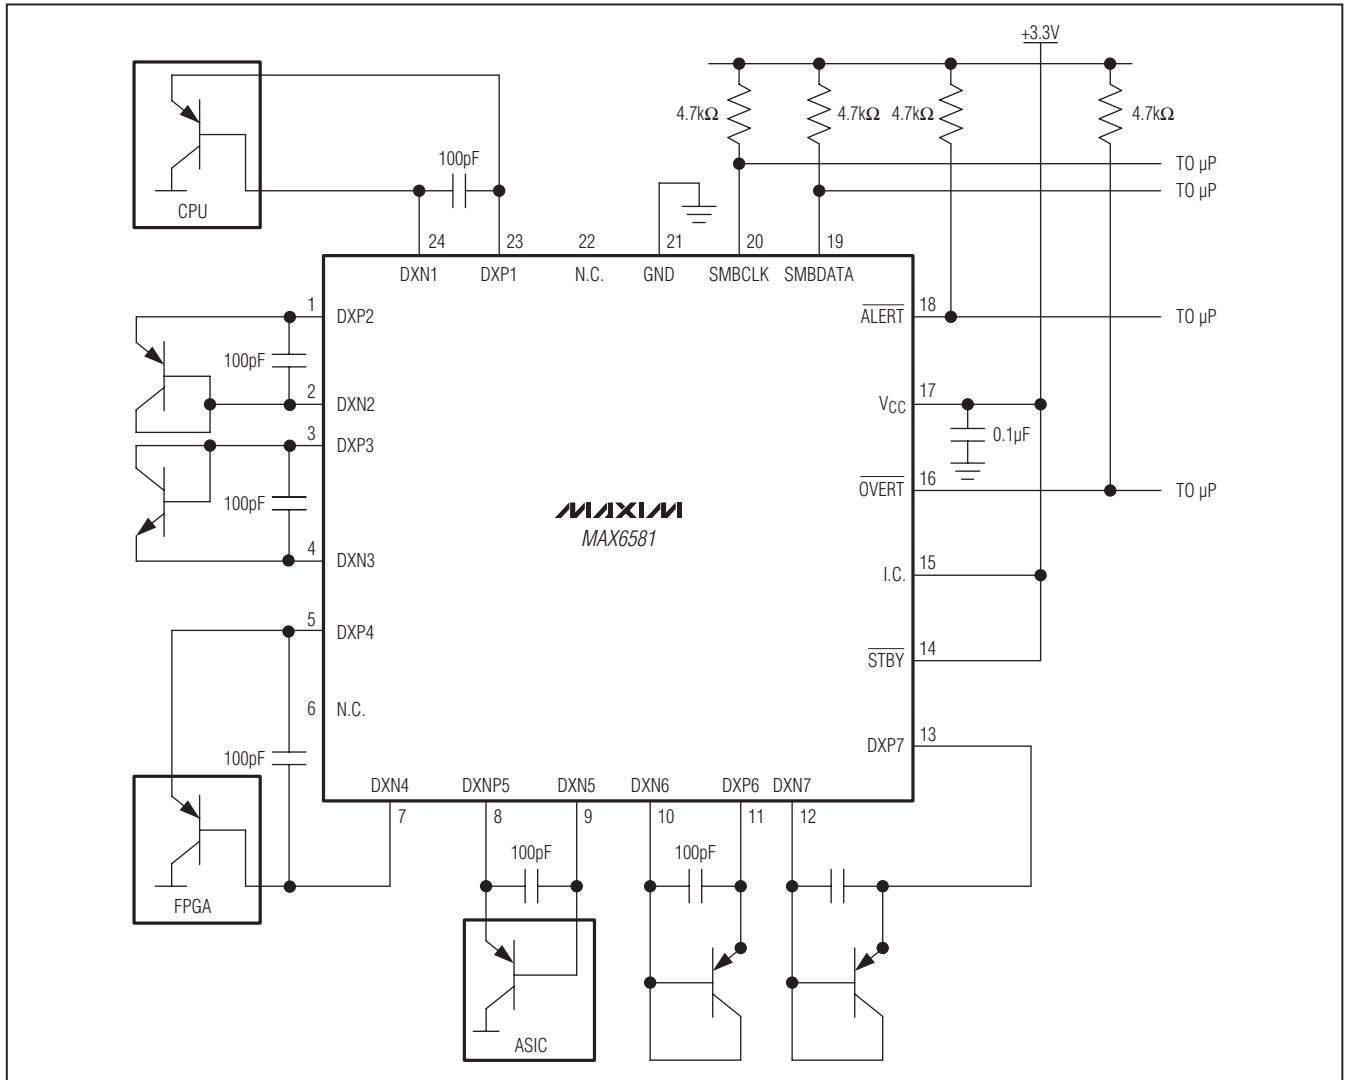 +3.3V
4.7kΩ 4.7kΩ 4.7kΩ 4.7kΩ
100pF
TO µP
TO µP
CPU
24 23 22 21 20 19
DXN1 DXP1 N.C. GND SMBCLK SMBDATA
1 DXP2
ALERT 18 TO µP
100pF
2 DXN2
VCC 17
0.1µF
3 DXP3
100pF
OVERT 16 TO µP
MAXIM
MAX6581
4 DXN3
I.C. 15
5 DXP4
STBY 14
6 N.C.
DXP7 13
100pF
DXN4 DXNP5 DXN5 DXN6 DXP6 DXN7
7 8 9 10 11 12
100pF 100pF
FPGA
ASIC